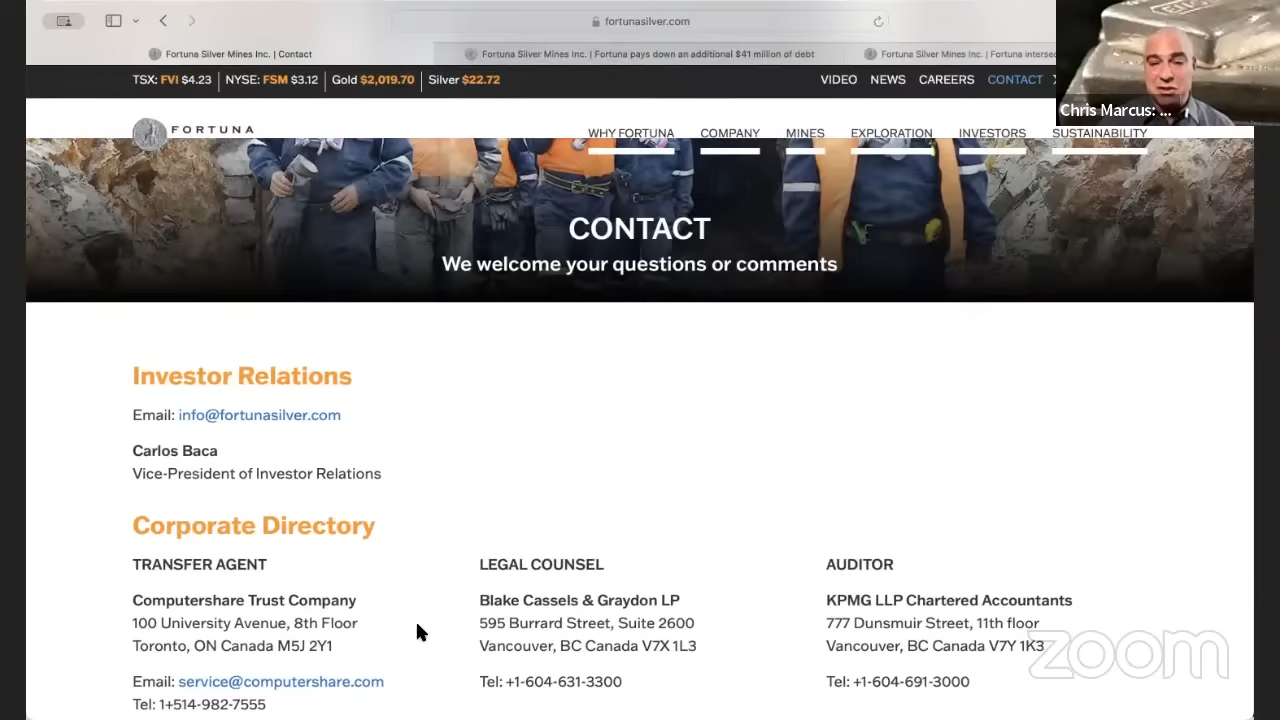 fortunasilver.com
Fortuna Silver Mines Inc. | Contact
Fortuna Silver Mines Inc. | Fortuna pays down an additional $41 million of debt
Fortuna Silver Mines Inc. | Fortuna interse
TSX: FVI $4.23 NYSE: FSM $3.12 Gold $2,019.70 Silver $22.72
VIDEO NEWS CAREERS CONTACT
Chris Marcus: ...
FORTUNA
WHY FORTUNA COMPANY MINES EXPLORATION INVESTORS SUSTAINABILITY
CONTACT
We welcome your questions or comments
Investor Relations
Email: info@fortunasilver.com
Carlos Baca
Vice-President of Investor Relations
Corporate Directory
TRANSFER AGENT
Computershare Trust Company
100 University Avenue, 8th Floor
Toronto, ON Canada M5J 2Y1
Email: service@computershare.com
Tel: 1+514-982-7555
LEGAL COUNSEL
Blake Cassels & Graydon LP
595 Burrard Street, Suite 2600
Vancouver, BC Canada V7X 1L3
Tel: +1-604-631-3300
AUDITOR
KPMG LLP Chartered Accountants
777 Dunsmuir Street, 11th floor
Vancouver, BC Canada V7Y 1K3
Tel: +1-604-691-3000
zoom